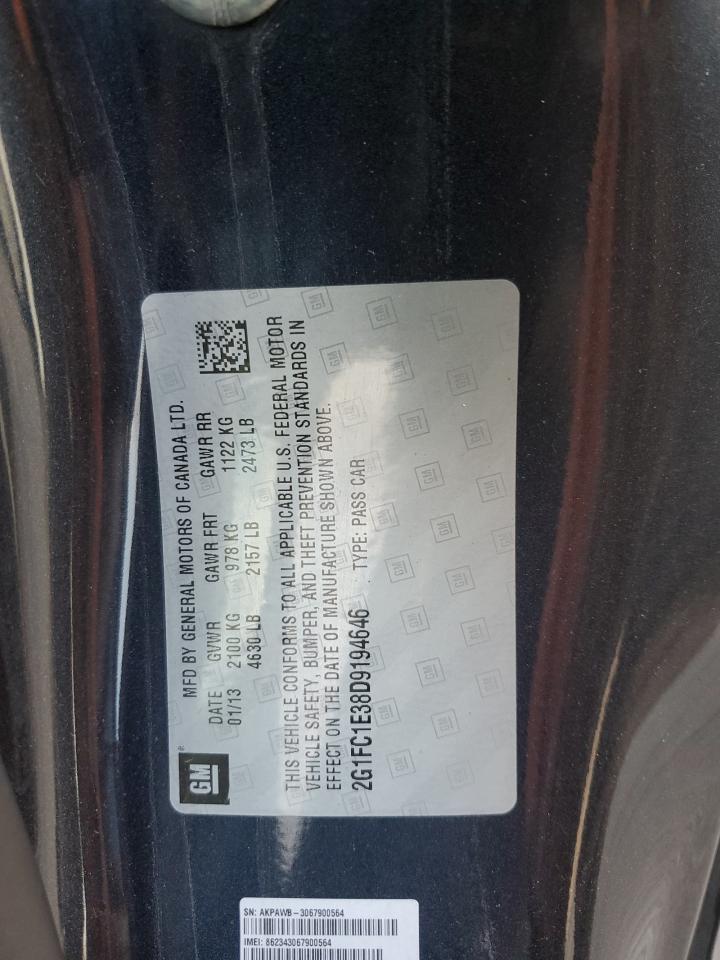 MFD BY GENERAL MOTORS OF CANADA LTD.
DATE GVWR GAWR FRT GAWR RR
01/13 2100 KG 978 KG 1122 KG
4630 LB 2157 LB 2473 LB
GM
THIS VEHICLE CONFORMS TO ALL APPLICABLE U.S. FEDERAL MOTOR
VEHICLE SAFETY, BUMPER, AND THEFT PREVENTION STANDARDS IN
EFFECT ON THE DATE OF MANUFACTURE SHOWN ABOVE.
2G1FC1E38D9194646 TYPE: PASS CAR
SN: AKPAWB-3067900564
IMEI: 862343067900564